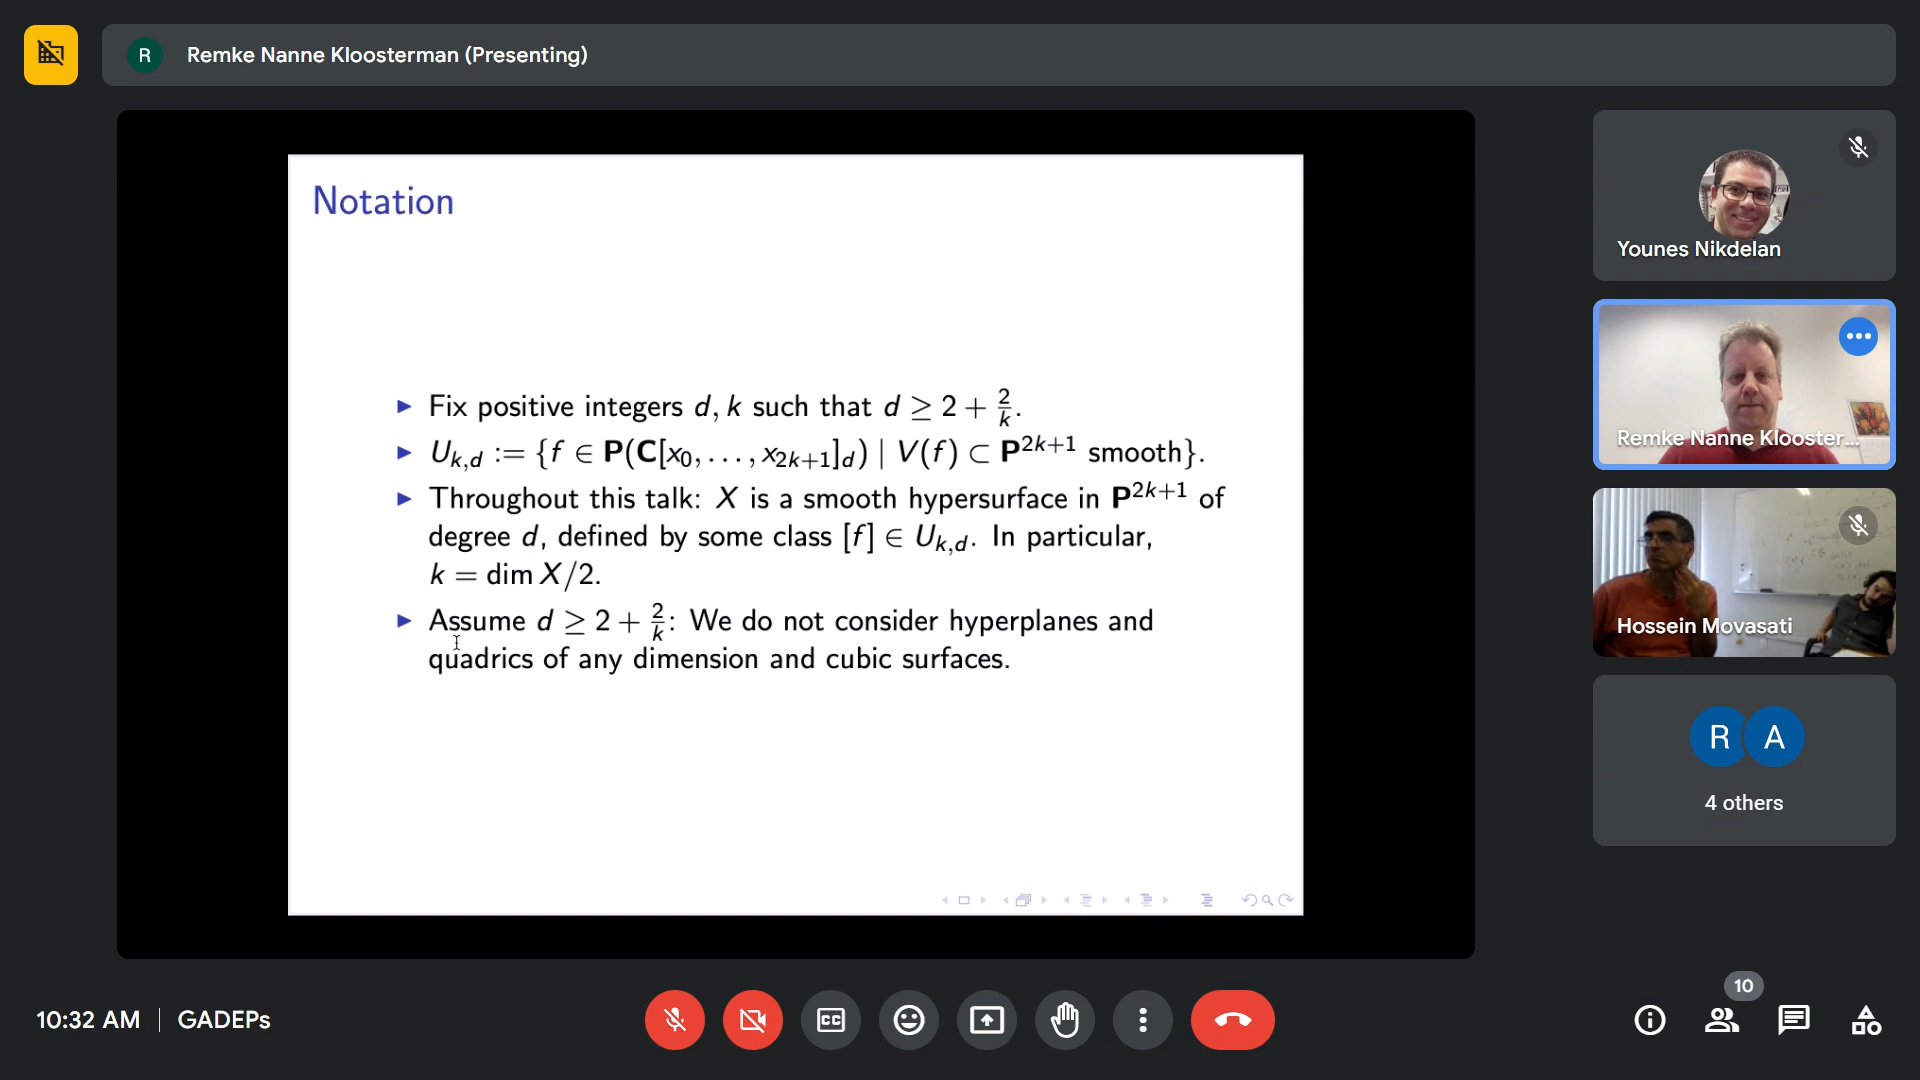 R Remke Nanne Kloosterman (Presenting)
Notation
▶ Fix positive integers d, k such that d ≥ 2 + 2/k.
▶ U_{k,d} := {f ∈ P(C[x_0, . . . , x_{2k+1}]_d) | V(f) ⊂ P^{2k+1} smooth}.
▶ Throughout this talk: X is a smooth hypersurface in P^{2k+1} of
degree d, defined by some class [f] ∈ U_{k,d}. In particular,
k = dim X/2.
▶ Assume d ≥ 2 + 2/k: We do not consider hyperplanes and
quadrics of any dimension and cubic surfaces.
Younes Nikdelan
Remke Nanne Klooster...
Hossein Movasati
R A
4 others
10:32 AM | GADEPs
CC
10